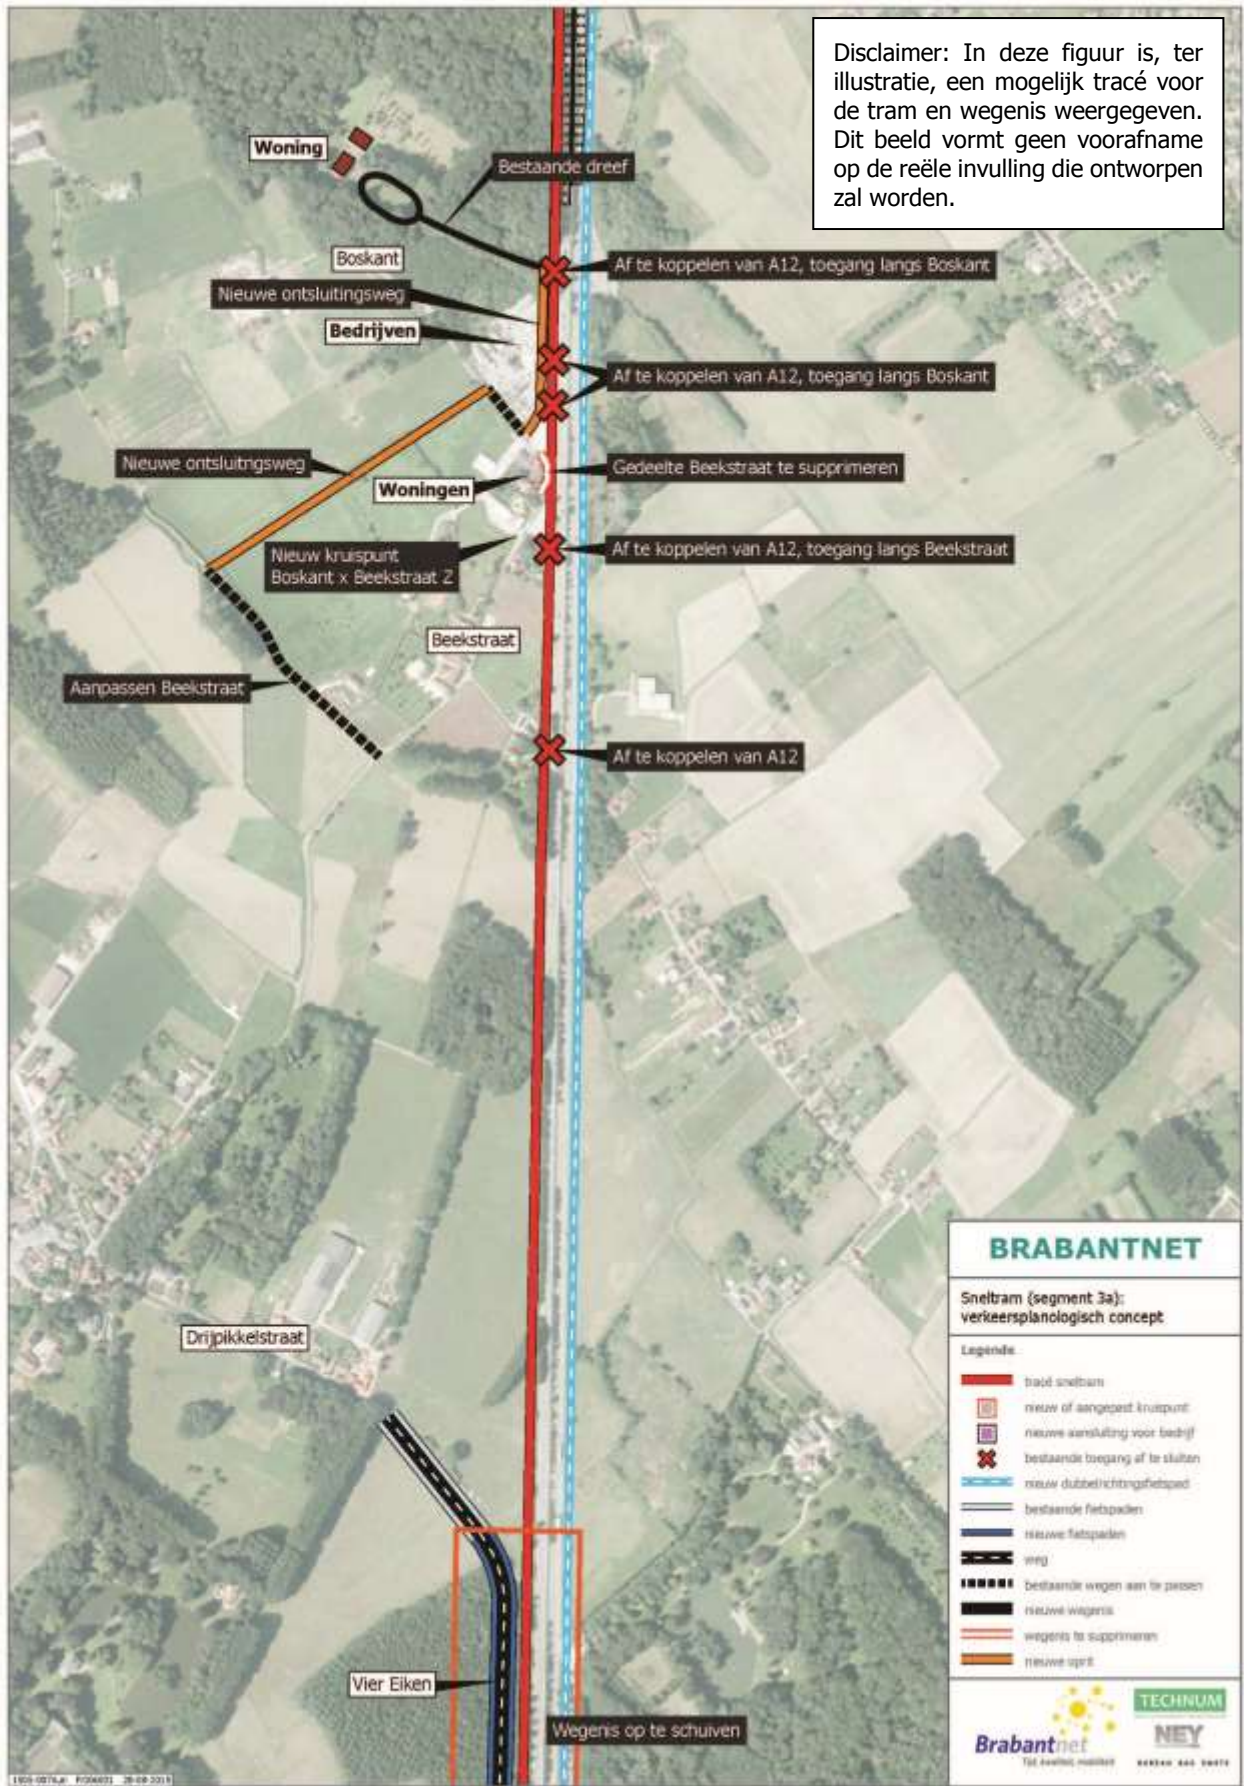 Disclaimer: In deze figuur is, ter
illustratie, een mogelijk tracé voor
de tram en wegenis weergegeven.
Dit beeld vormt geen voorafname
op de reële invulling die ontworpen
zal worden.
Woning
Bestaande dreef
Boskant
Af te koppelen van A12, toegang langs Boskant
Nieuwe ontsluitingsweg
Bedrijven
Af te koppelen van A12, toegang langs Boskant
Nieuwe ontsluitingsweg
Gedeelte Beekstraat te supprimeren
Woningen
Nieuw kruispunt
Boskant x Beekstraat Z
Af te koppelen van A12, toegang langs Beekstraat
Beekstraat
Aanpassen Beekstraat
Af te koppelen van A12
Drijpikkelstraat
Vier Eiken
Wegenis op te schuiven
BRABANTNET
Sneltram (segment 3a):
verkeersplanologisch concept
Legende
tracé sneltram
nieuw of aangepast kruispunt
nieuwe aansluiting voor bedrijf
bestaande toegang af te sluiten
nieuw dubbelrichtingsfietspad
bestaande fietspaden
nieuwe fietspaden
weg
bestaande wegen aan te passen
nieuwe wegenis
wegenis te supprimeren
nieuwe oprit
Brabantnet
TECHNUM
NEY